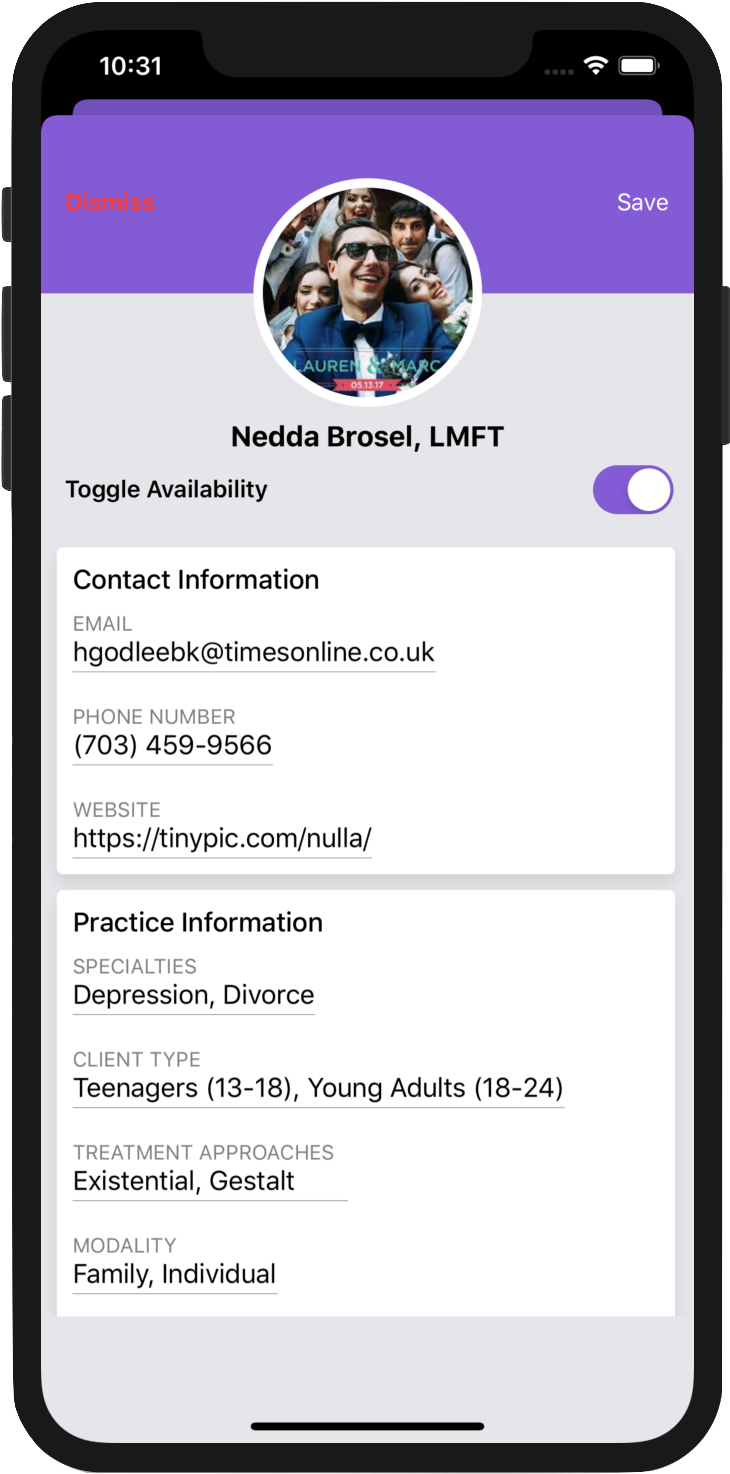 10:31
Dismiss
Save
LAUREN & MARC
05.13.17
Nedda Brosel, LMFT
Toggle Availability
Contact Information
EMAIL
hgodleebk@timesonline.co.uk
PHONE NUMBER
(703) 459-9566
WEBSITE
https://tinypic.com/nulla/
Practice Information
SPECIALTIES
Depression, Divorce
CLIENT TYPE
Teenagers (13-18), Young Adults (18-24)
TREATMENT APPROACHES
Existential, Gestalt
MODALITY
Family, Individual